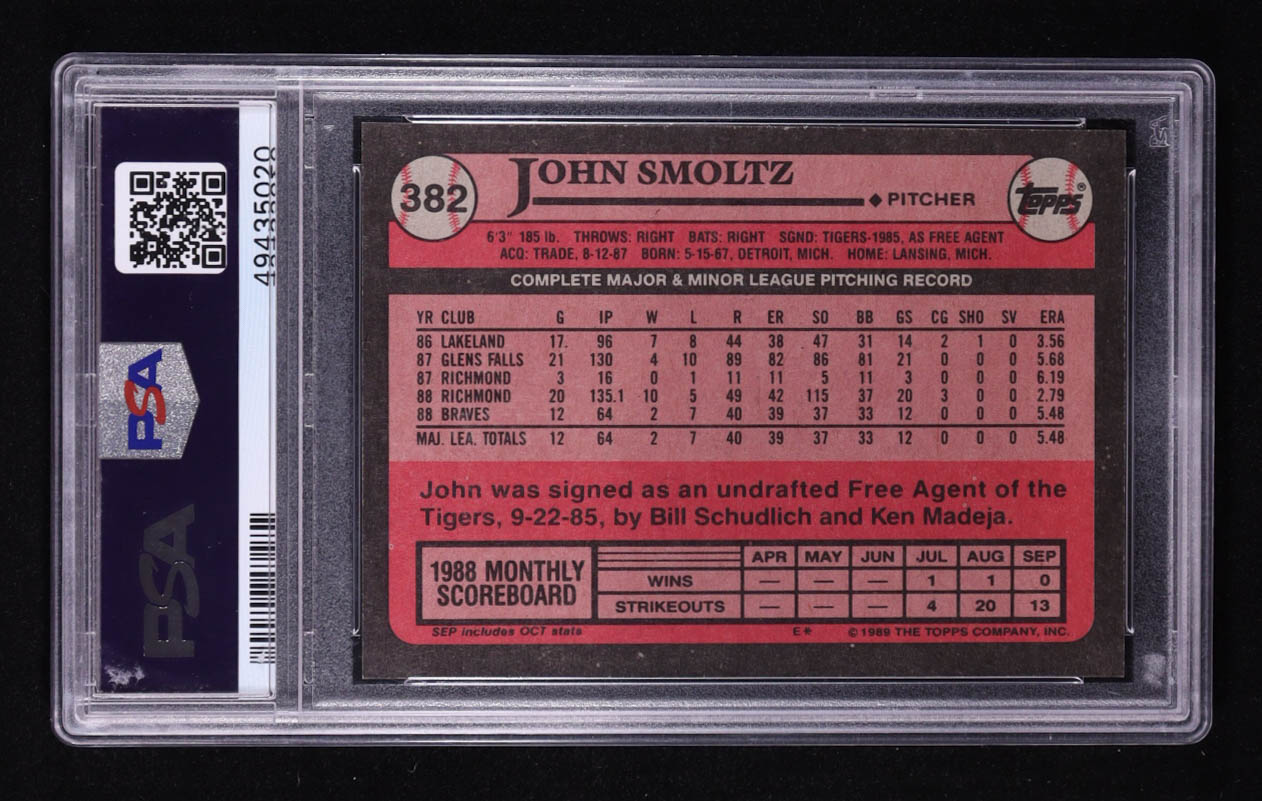 49435020
PSA
PSA
382
JOHN SMOLTZ
◆ PITCHER
TOPPS®
6'3" 185 lb. THROWS: RIGHT BATS: RIGHT SGND: TIGERS-1985, AS FREE AGENT
ACQ: TRADE, 8-12-87 BORN: 5-15-67, DETROIT, MICH. HOME: LANSING, MICH.
COMPLETE MAJOR & MINOR LEAGUE PITCHING RECORD
YR CLUB G IP W L R ER SO BB GS CG SHO SV ERA
86 LAKELAND 17. 96 7 8 44 38 47 31 14 2 1 0 3.56
87 GLENS FALLS 21 130 4 10 89 82 86 81 21 0 0 0 5.68
87 RICHMOND 3 16 0 1 11 11 5 11 3 0 0 0 6.19
88 RICHMOND 20 135.1 10 5 49 42 115 37 20 3 0 0 2.79
88 BRAVES 12 64 2 7 40 39 37 33 12 0 0 0 5.48
MAJ. LEA. TOTALS 12 64 2 7 40 39 37 33 12 0 0 0 5.48
John was signed as an undrafted Free Agent of the
Tigers, 9-22-85, by Bill Schudlich and Ken Madeja.
1988 MONTHLY
SCOREBOARD
APR MAY JUN JUL AUG SEP
WINS — — — 1 1 0
STRIKEOUTS — — — 4 20 13
SEP includes OCT stats E* © 1989 THE TOPPS COMPANY, INC.